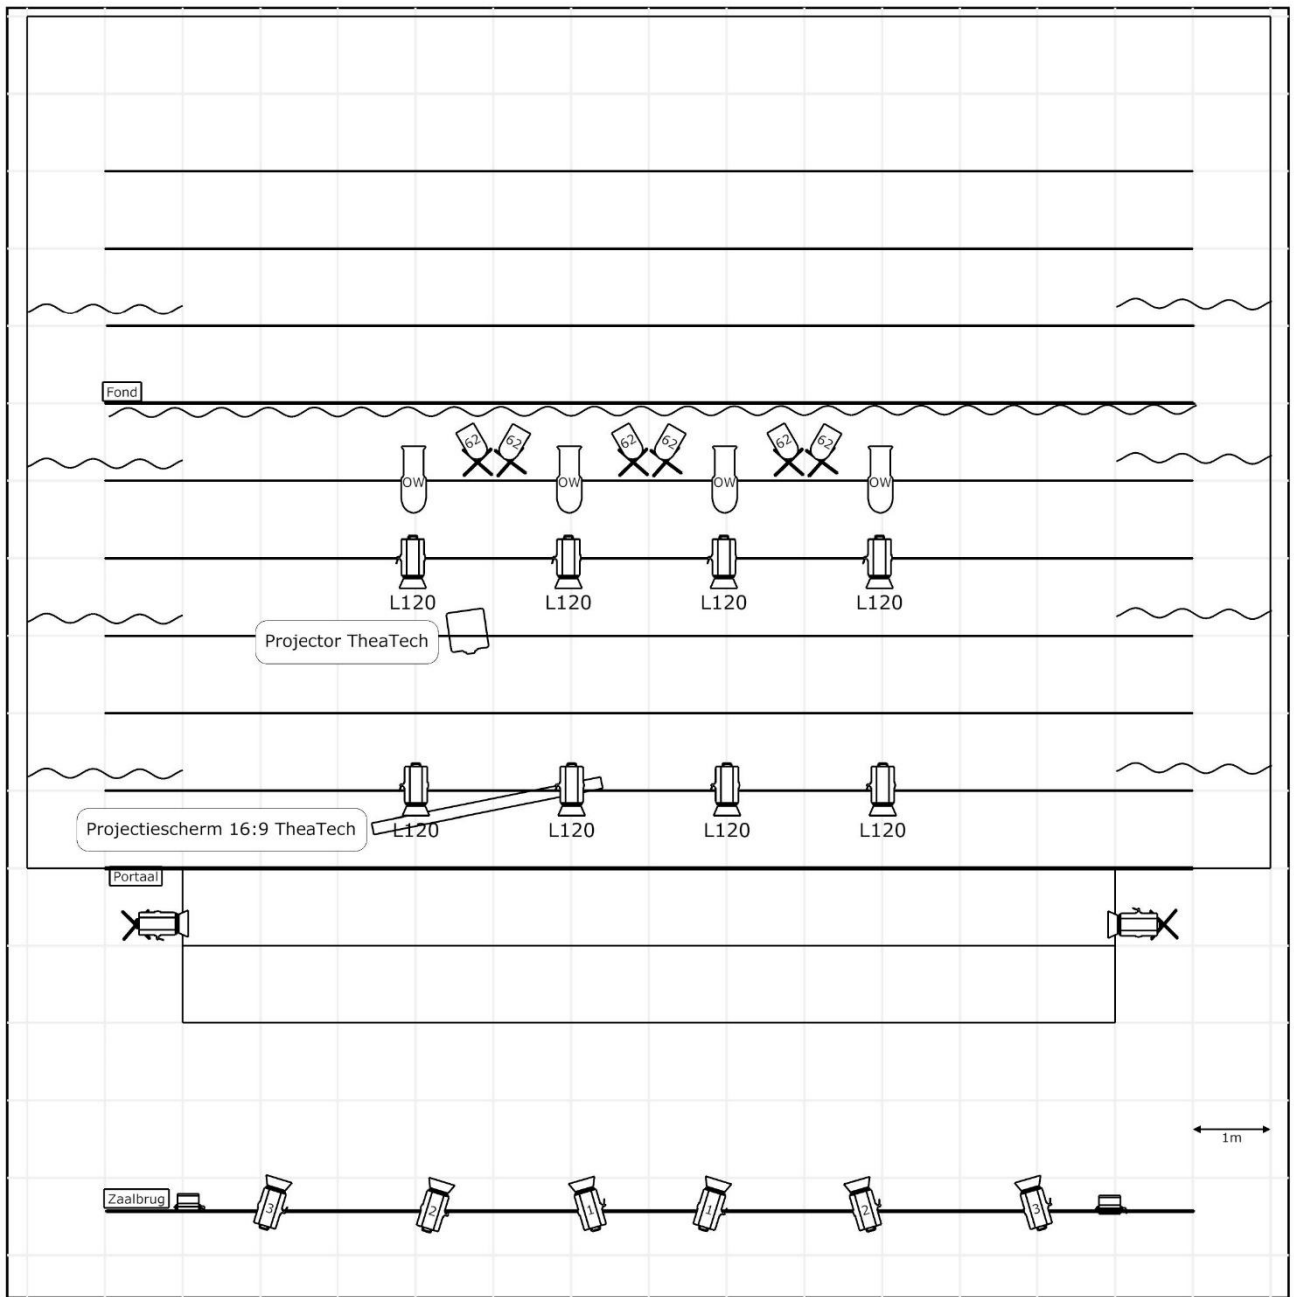 Fond
62 62 62 62 62 62
OW OW OW OW
L120 L120 L120 L120
Projector TheaTech
Projectiescherm 16:9 TheaTech
L120 L120 L120 L120
Portaal
1m
Zaalbrug
3 2 1 1 2 3